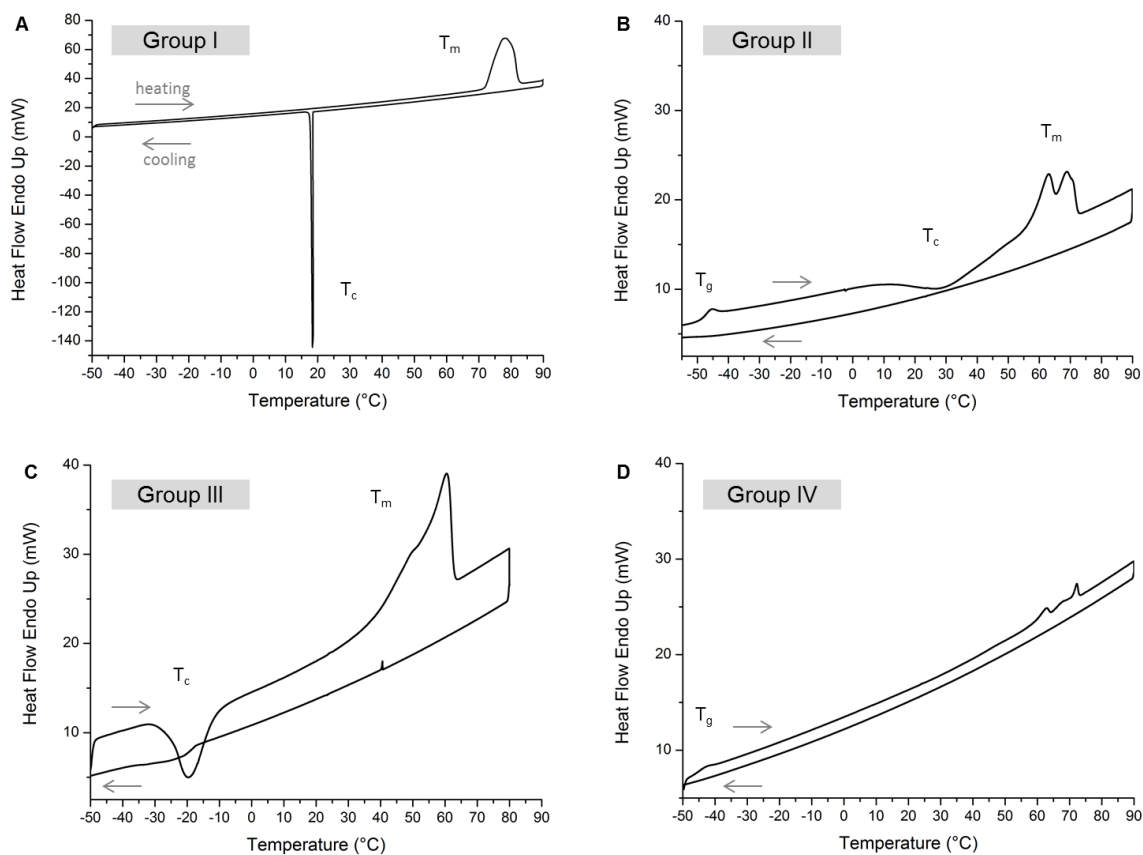 A
Group I
Heat Flow Endo Up (mW)
80
60
40
20
0
-20
-40
-60
-80
-100
-120
-140
heating
cooling
Tm
Tc
-50 -40 -30 -20 -10 0 10 20 30 40 50 60 70 80 90
Temperature (°C)
B
Group II
Heat Flow Endo Up (mW)
40
30
20
10
Tg
Tc
Tm
-50 -40 -30 -20 -10 0 10 20 30 40 50 60 70 80 90
Temperature (°C)
C
Group III
Heat Flow Endo Up (mW)
40
30
20
10
Tc
Tm
-50 -40 -30 -20 -10 0 10 20 30 40 50 60 70 80 90
Temperature (°C)
D
Group IV
Heat Flow Endo Up (mW)
40
30
20
10
Tg
-50 -40 -30 -20 -10 0 10 20 30 40 50 60 70 80 90
Temperature (°C)